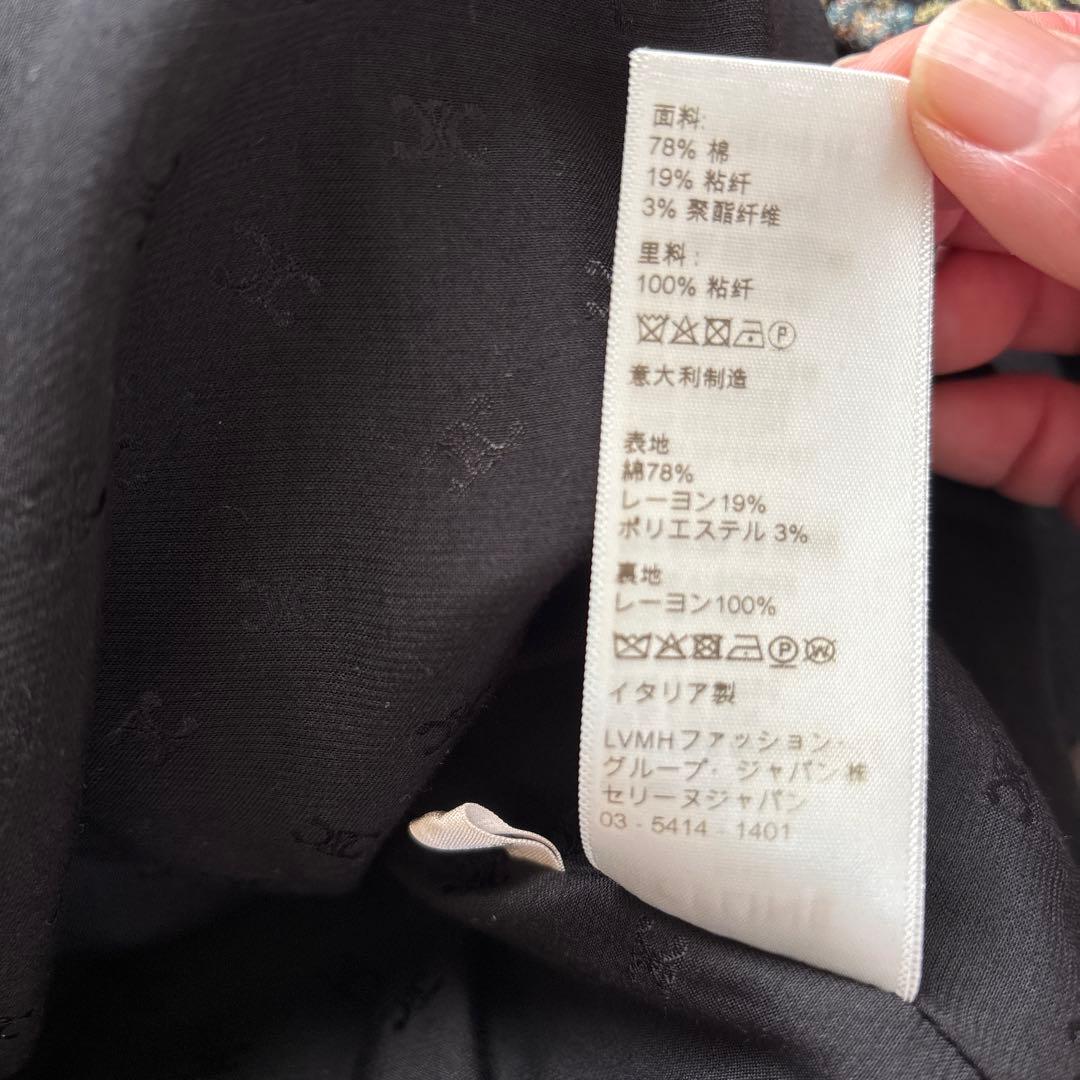 面料:
78% 棉
19% 粘纤
3% 聚酯纤维
里料:
100% 粘纤
P
意大利制造
表地
綿78%
レーヨン19%
ポリエステル 3%
裏地
レーヨン100%
P W
イタリア製
LVMHファッション・
グループ・ジャパン㈱
セリーヌジャパン
03 - 5414 - 1401